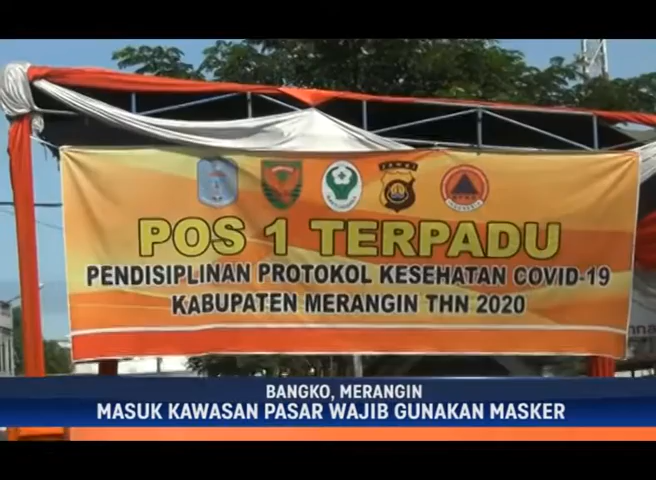 POS 1 TERPADU
PENDISIPLINAN PROTOKOL KESEHATAN COVID-19
KABUPATEN MERANGIN THN 2020
BANGKO, MERANGIN
MASUK KAWASAN PASAR WAJIB GUNAKAN MASKER